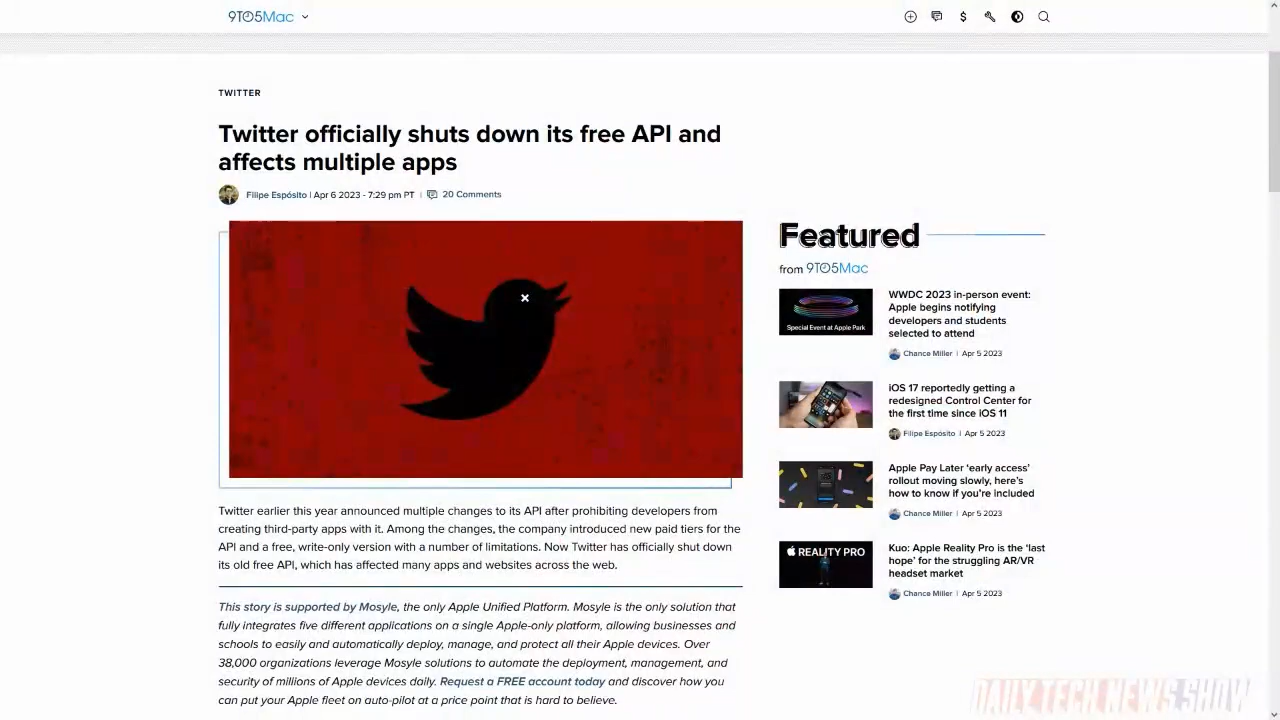 9TO5Mac
TWITTER
Twitter officially shuts down its free API and
affects multiple apps
Filipe Espósito | Apr 6 2023 - 7:29 pm PT | 20 Comments
Twitter earlier this year announced multiple changes to its API after prohibiting developers from
creating third-party apps with it. Among the changes, the company introduced new paid tiers for the
API and a free, write-only version with a number of limitations. Now Twitter has officially shut down
its old free API, which has affected many apps and websites across the web.
This story is supported by Mosyle, the only Apple Unified Platform. Mosyle is the only solution that
fully integrates five different applications on a single Apple-only platform, allowing businesses and
schools to easily and automatically deploy, manage, and protect all their Apple devices. Over
38,000 organizations leverage Mosyle solutions to automate the deployment, management, and
security of millions of Apple devices daily. Request a FREE account today and discover how you
can put your Apple fleet on auto-pilot at a price point that is hard to believe.
Featured
from 9TO5Mac
Special Event at Apple Park
WWDC 2023 in-person event:
Apple begins notifying
developers and students
selected to attend
Chance Miller | Apr 5 2023
iOS 17 reportedly getting a
redesigned Control Center for
the first time since iOS 11
Filipe Espósito | Apr 5 2023
Apple Pay Later ‘early access’
rollout moving slowly, here’s
how to know if you’re included
Chance Miller | Apr 5 2023
REALITY PRO
Kuo: Apple Reality Pro is the ‘last
hope’ for the struggling AR/VR
headset market
Chance Miller | Apr 5 2023
DAILY TECH NEWS SHOW